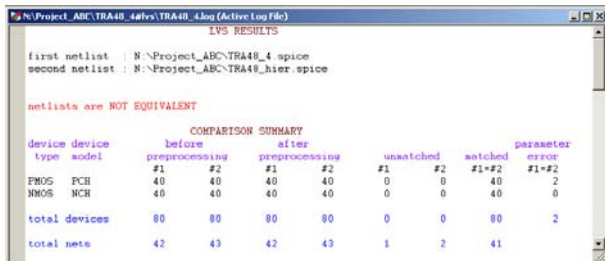 N:\Project_ABC\TRA48_4#lvs\TRA48_4.log (Active Log File)
LVS RESULTS
first netlist : N:\Project_ABC\TRA48_4.spice
second netlist : N:\Project_ABC\TRA48_hier.spice
netlists are NOT EQUIVALENT
COMPARISON SUMMARY
device device before after parameter
type model preprocessing preprocessing unmatched matched error
#1 #2 #1 #2 #1 #2 #1=#2 #1=#2
PMOS PCH 40 40 40 40 0 0 40 2
NMOS NCH 40 40 40 40 0 0 40 0
total devices 80 80 80 80 0 0 80 2
total nets 42 43 42 43 1 2 41